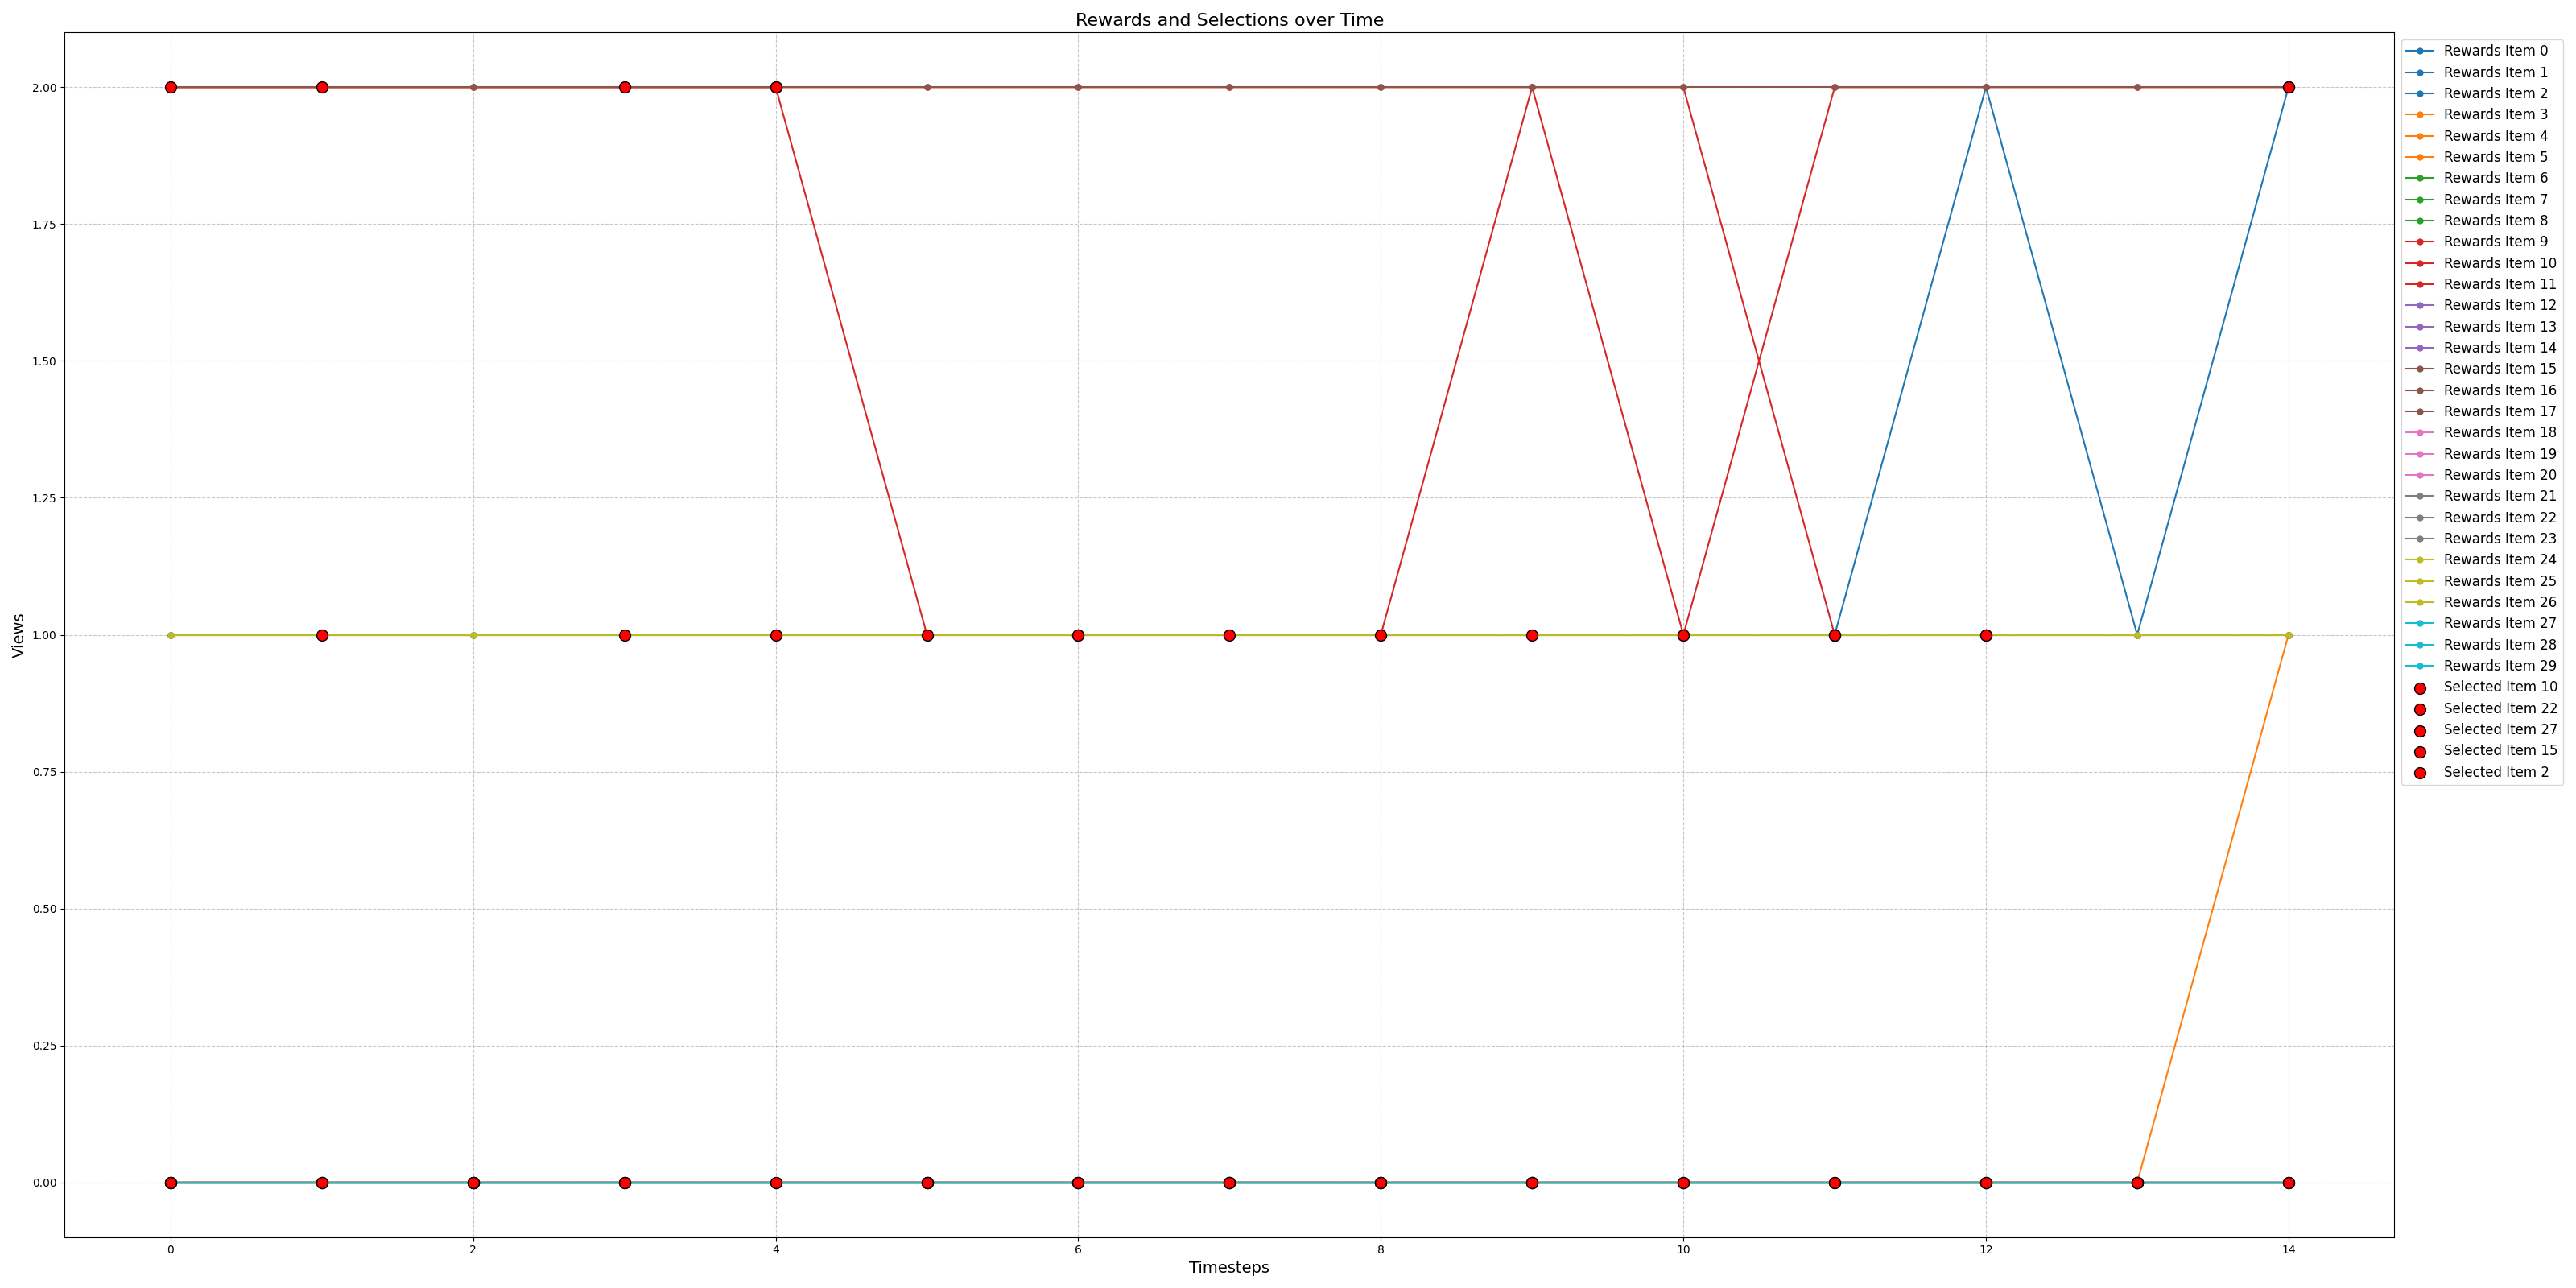 Rewards and Selections over Time
Views
2.00
1.75
1.50
1.25
1.00
0.75
0.50
0.25
0.00
0
2
4
6
8
10
12
14
Timesteps
Rewards Item 0
Rewards Item 1
Rewards Item 2
Rewards Item 3
Rewards Item 4
Rewards Item 5
Rewards Item 6
Rewards Item 7
Rewards Item 8
Rewards Item 9
Rewards Item 10
Rewards Item 11
Rewards Item 12
Rewards Item 13
Rewards Item 14
Rewards Item 15
Rewards Item 16
Rewards Item 17
Rewards Item 18
Rewards Item 19
Rewards Item 20
Rewards Item 21
Rewards Item 22
Rewards Item 23
Rewards Item 24
Rewards Item 25
Rewards Item 26
Rewards Item 27
Rewards Item 28
Rewards Item 29
Selected Item 10
Selected Item 22
Selected Item 27
Selected Item 15
Selected Item 2